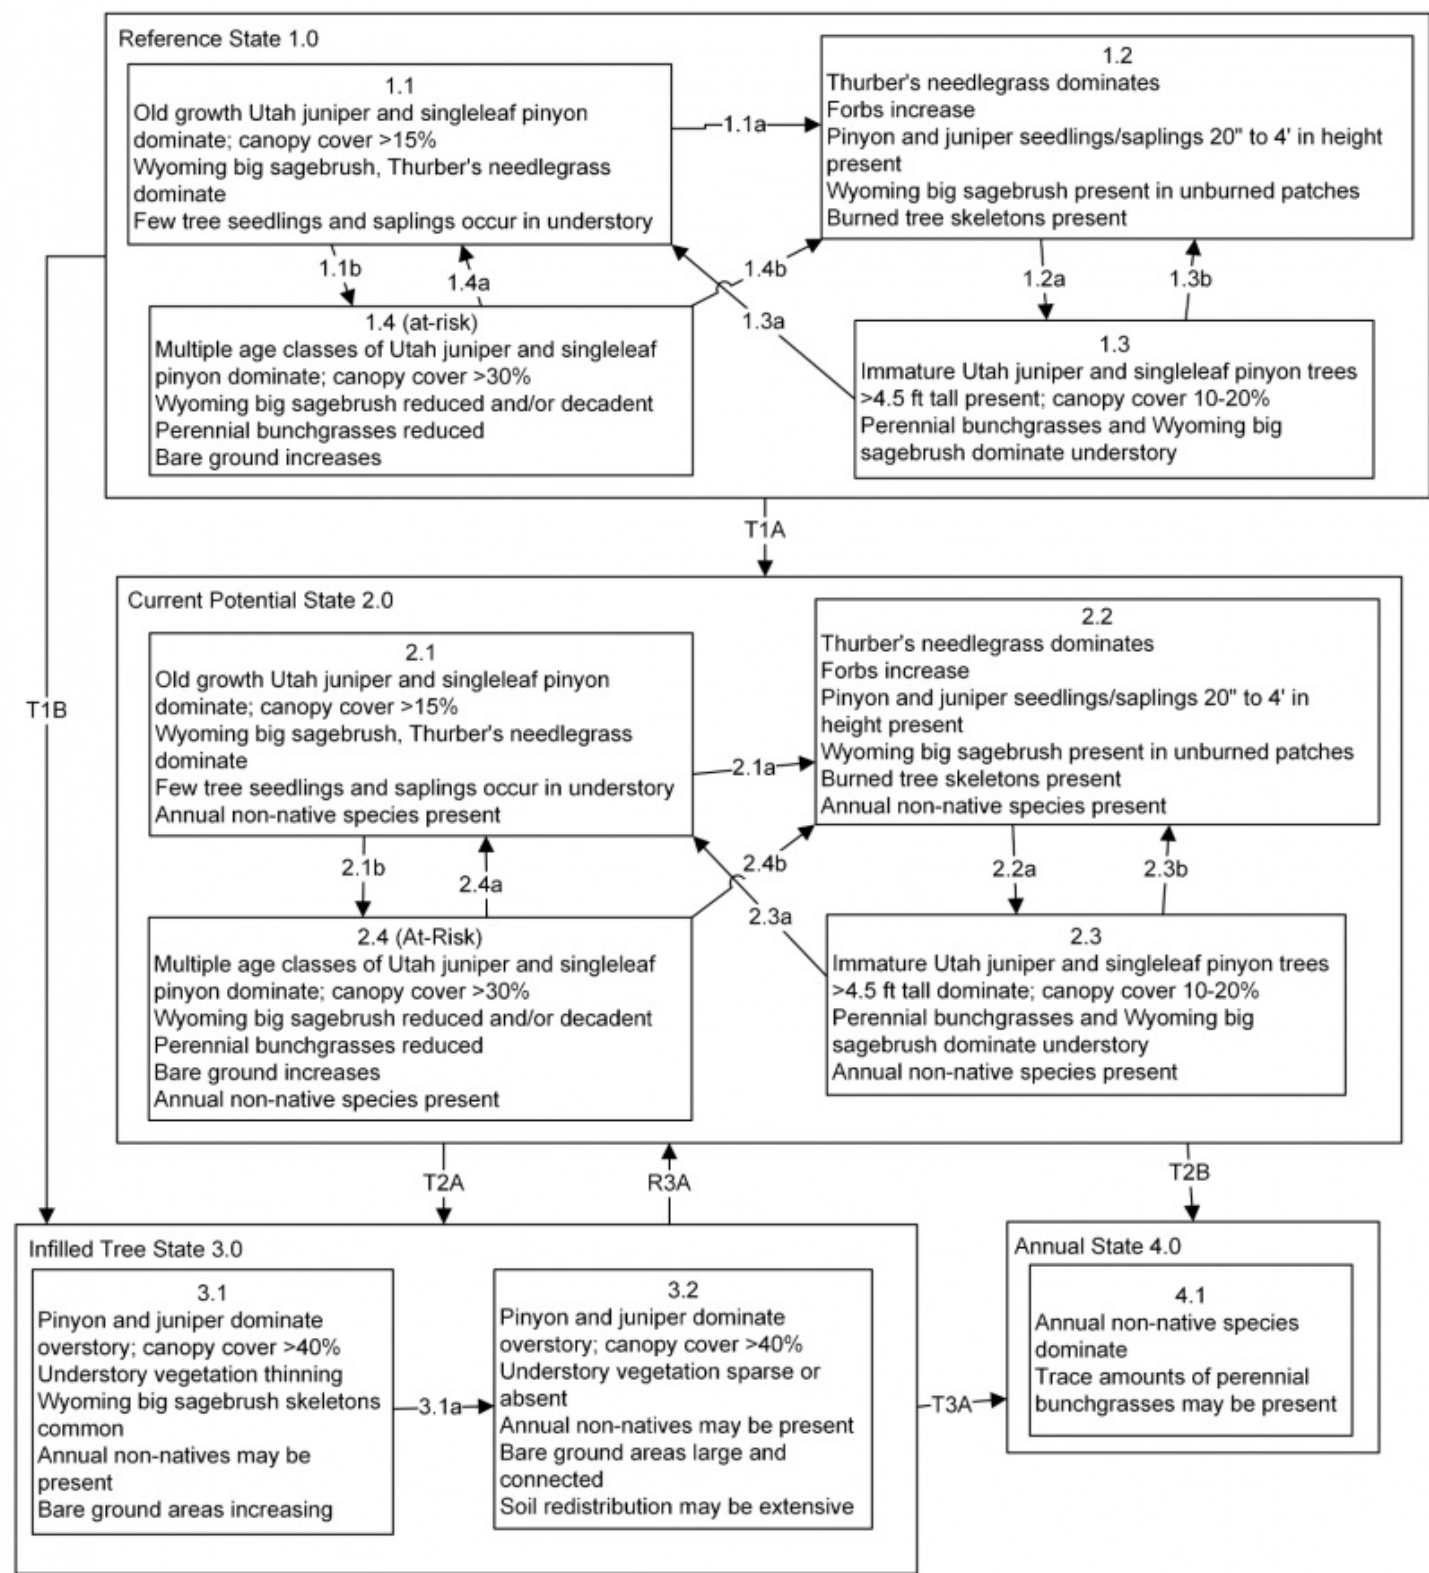 Reference State 1.0
1.1
Old growth Utah juniper and singleleaf pinyon
dominate; canopy cover >15%
Wyoming big sagebrush, Thurber's needlegrass
dominate
Few tree seedlings and saplings occur in understory
1.1a
1.2
Thurber's needlegrass dominates
Forbs increase
Pinyon and juniper seedlings/saplings 20" to 4' in height
present
Wyoming big sagebrush present in unburned patches
Burned tree skeletons present
1.1b
1.4a
1.4b
1.3a
1.2a
1.3b
1.4 (at-risk)
Multiple age classes of Utah juniper and singleleaf
pinyon dominate; canopy cover >30%
Wyoming big sagebrush reduced and/or decadent
Perennial bunchgrasses reduced
Bare ground increases
1.3
Immature Utah juniper and singleleaf pinyon trees
>4.5 ft tall present; canopy cover 10-20%
Perennial bunchgrasses and Wyoming big
sagebrush dominate understory
T1A
T1B
Current Potential State 2.0
2.1
Old growth Utah juniper and singleleaf pinyon
dominate; canopy cover >15%
Wyoming big sagebrush, Thurber's needlegrass
dominate
Few tree seedlings and saplings occur in understory
Annual non-native species present
2.1a
2.2
Thurber's needlegrass dominates
Forbs increase
Pinyon and juniper seedlings/saplings 20" to 4' in
height present
Wyoming big sagebrush present in unburned patches
Burned tree skeletons present
Annual non-native species present
2.1b
2.4a
2.4b
2.3a
2.2a
2.3b
2.4 (At-Risk)
Multiple age classes of Utah juniper and singleleaf
pinyon dominate; canopy cover >30%
Wyoming big sagebrush reduced and/or decadent
Perennial bunchgrasses reduced
Bare ground increases
Annual non-native species present
2.3
Immature Utah juniper and singleleaf pinyon trees
>4.5 ft tall dominate; canopy cover 10-20%
Perennial bunchgrasses and Wyoming big
sagebrush dominate understory
Annual non-native species present
T2A
R3A
T2B
Infilled Tree State 3.0
3.1
Pinyon and juniper dominate
overstory; canopy cover >40%
Understory vegetation thinning
Wyoming big sagebrush skeletons
common
Annual non-natives may be
present
Bare ground areas increasing
3.1a
3.2
Pinyon and juniper dominate
overstory; canopy cover >40%
Understory vegetation sparse or
absent
Annual non-natives may be present
Bare ground areas large and
connected
Soil redistribution may be extensive
T3A
Annual State 4.0
4.1
Annual non-native species
dominate
Trace amounts of perennial
bunchgrasses may be present